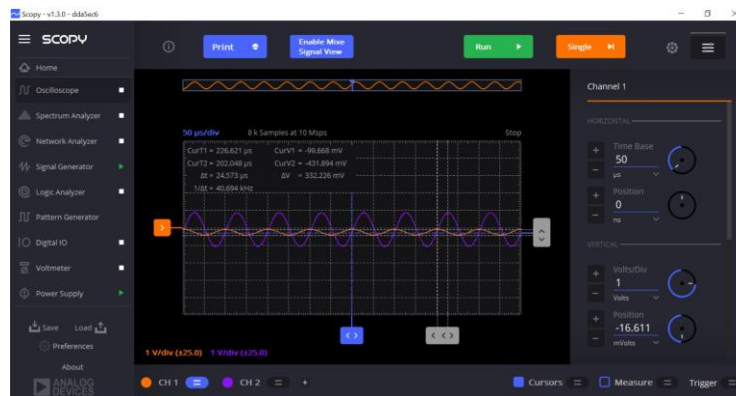 Scopy - v1.3.0 - dda5ec6
SCOPY
Print
Enable Mixe
Signal View
Run
Single
Home
Oscilloscope
Spectrum Analyzer
Network Analyzer
Signal Generator
Logic Analyzer
Pattern Generator
Digital IO
Voltmeter
Power Supply
Save
Load
Preferences
About
ANALOG
DEVICES
50 µs/div
8 k Samples at 10 Msps
Stop
CurT1 = 226.621 µs CurV1 = -99.668 mV
CurT2 = 202.048 µs CurV2 = -431.894 mV
Δt = 24.573 µs ΔV = 332.226 mV
1/Δt = 40.694 kHz
1 V/div (±25.0) 1 V/div (±25.0)
CH 1
CH 2
+
Cursors
Measure
Trigger
Channel 1
HORIZONTAL
Time Base
50
µs
Position
0
ns
VERTICAL
Volts/Div
1
Volts
Position
-16.611
mVolts